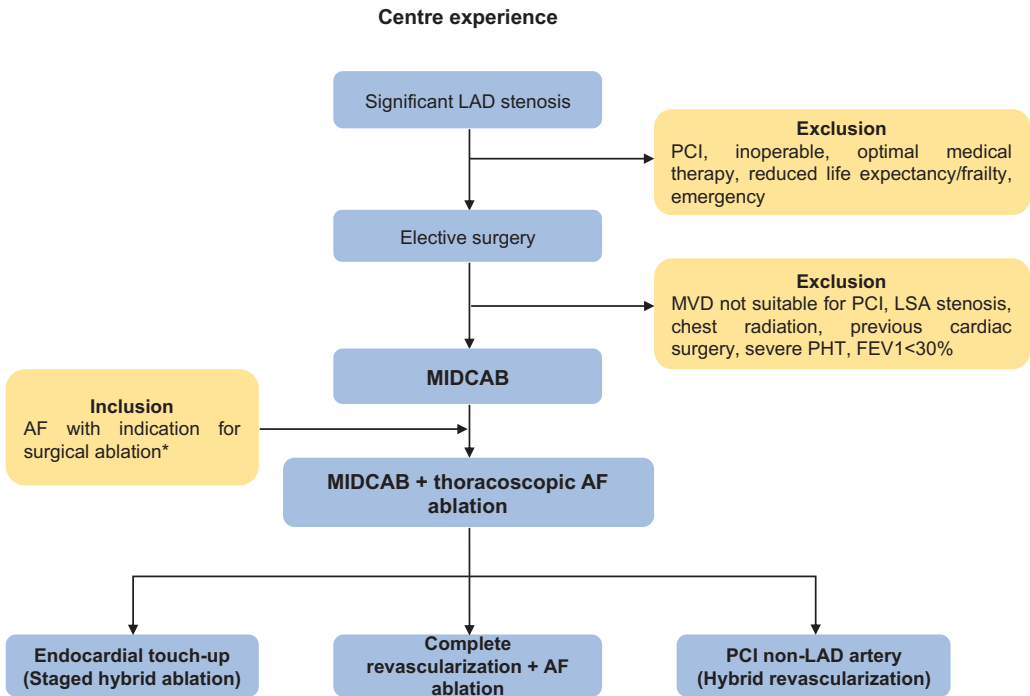 Centre experience
Significant LAD stenosis
Exclusion
PCI, inoperable, optimal medical
therapy, reduced life expectancy/frailty,
emergency
Elective surgery
Exclusion
MVD not suitable for PCI, LSA stenosis,
chest radiation, previous cardiac
surgery, severe PHT, FEV1<30%
MIDCAB
Inclusion
AF with indication for
surgical ablation*
MIDCAB + thoracoscopic AF
ablation
Endocardial touch-up
(Staged hybrid ablation)
Complete
revascularization + AF
ablation
PCI non-LAD artery
(Hybrid revascularization)